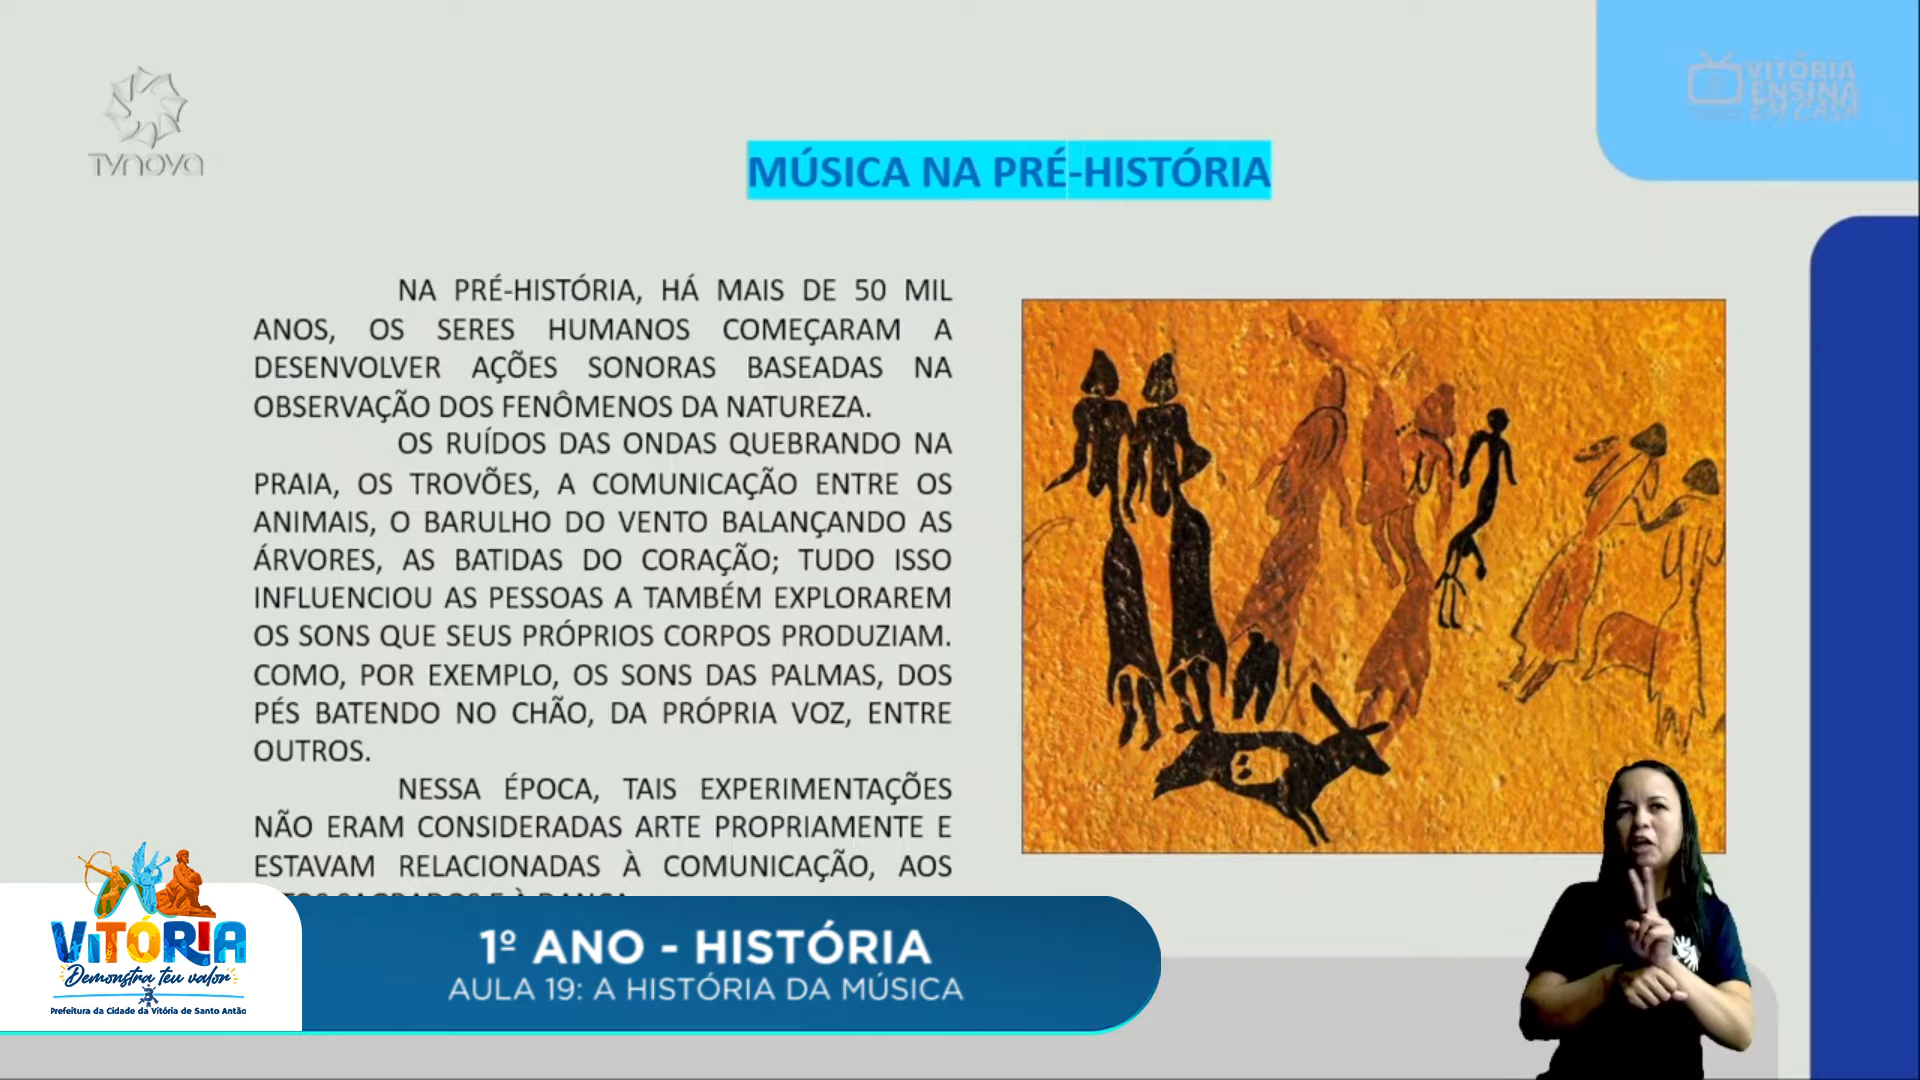 TVNOVA
VITÓRIA
ENSINA
EM CASA
MÚSICA NA PRÉ-HISTÓRIA
NA PRÉ-HISTÓRIA, HÁ MAIS DE 50 MIL
ANOS, OS SERES HUMANOS COMEÇARAM A
DESENVOLVER AÇÕES SONORAS BASEADAS NA
OBSERVAÇÃO DOS FENÔMENOS DA NATUREZA.
OS RUÍDOS DAS ONDAS QUEBRANDO NA
PRAIA, OS TROVÕES, A COMUNICAÇÃO ENTRE OS
ANIMAIS, O BARULHO DO VENTO BALANÇANDO AS
ÁRVORES, AS BATIDAS DO CORAÇÃO; TUDO ISSO
INFLUENCIOU AS PESSOAS A TAMBÉM EXPLORAREM
OS SONS QUE SEUS PRÓPRIOS CORPOS PRODUZIAM.
COMO, POR EXEMPLO, OS SONS DAS PALMAS, DOS
PÉS BATENDO NO CHÃO, DA PRÓPRIA VOZ, ENTRE
OUTROS.
NESSA ÉPOCA, TAIS EXPERIMENTAÇÕES
NÃO ERAM CONSIDERADAS ARTE PROPRIAMENTE E
ESTAVAM RELACIONADAS À COMUNICAÇÃO, AOS
VITÓRIA
Demonstra teu valor
Prefeitura da Cidade da Vitória de Santo Antão
1º ANO - HISTÓRIA
AULA 19: A HISTÓRIA DA MÚSICA